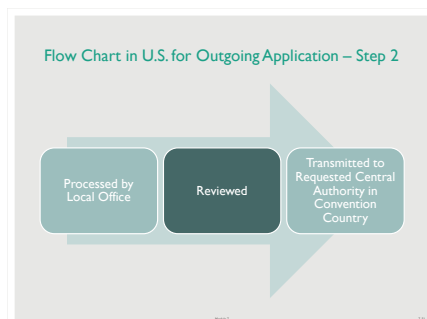 Flow Chart in U.S. for Outgoing Application – Step 2
Processed by
Local Office
Reviewed
Transmitted to
Requested Central
Authority in
Convention
Country